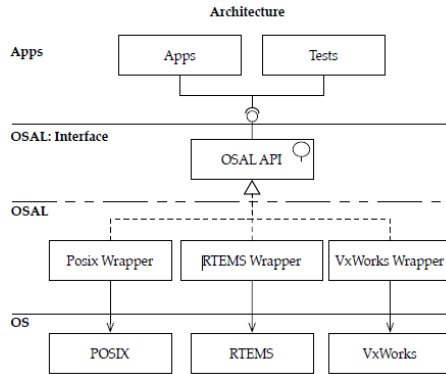 Architecture
Apps
Apps
Tests
OSAL: Interface
OSAL API
OSAL
Posix Wrapper
RTEMS Wrapper
VxWorks Wrapper
OS
POSIX
RTEMS
VxWorks